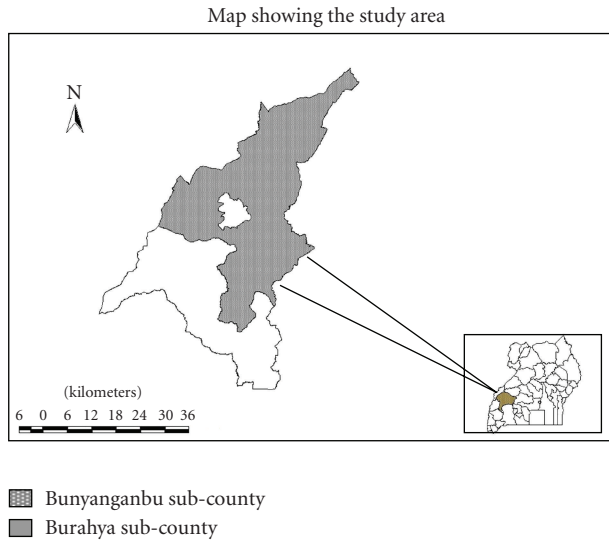 Map showing the study area
N
(kilometers)
6 0 6 12 18 24 30 36
Bunyanganbu sub-county
Burahya sub-county